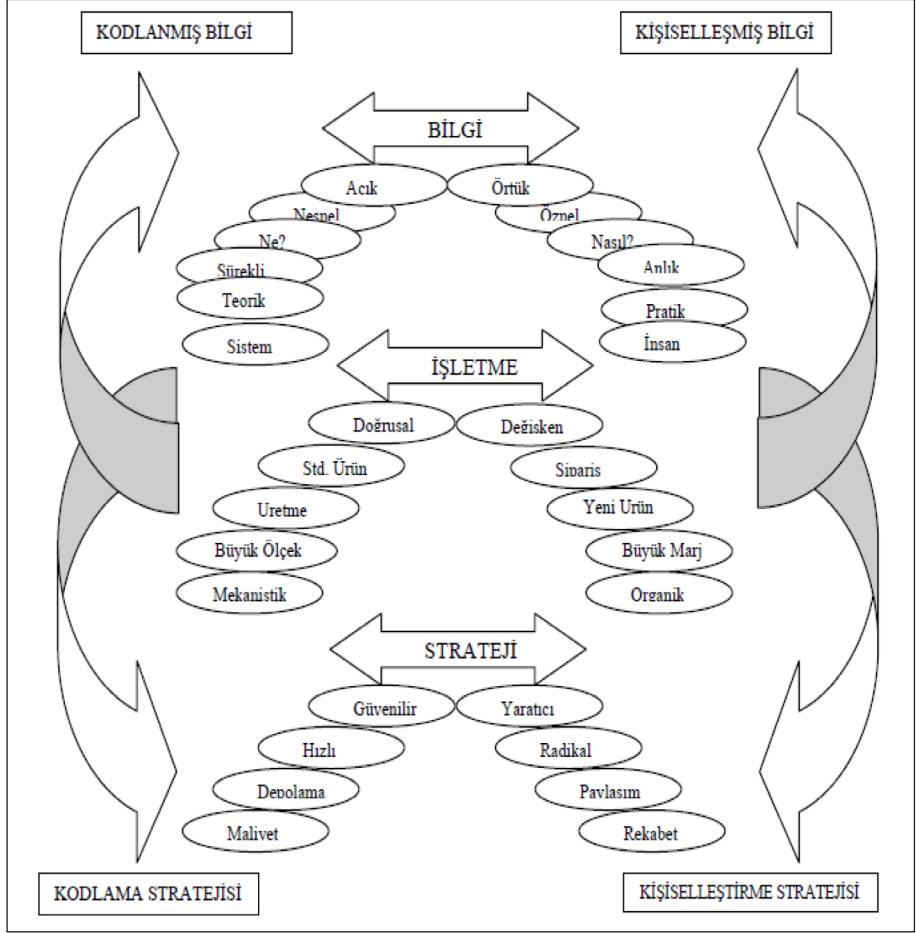 KODLANMIŞ BİLGİ
KİŞİSELLEŞMİŞ BİLGİ
BİLGİ
Açık
Örtük
Nesnel
Öznel
Ne?
Nasıl?
Sürekli
Anlık
Teorik
Pratik
Sistem
İnsan
İŞLETME
Doğrusal
Değişken
Std. Ürün
Sipariş
Üretme
Yeni Ürün
Büyük Ölçek
Büyük Marj
Mekanistik
Organik
STRATEJİ
Güvenilir
Yaratıcı
Hızlı
Radikal
Depolama
Paylaşım
Maliyet
Rekabet
KODLAMA STRATEJİSİ
KİŞİSELLEŞTİRME STRATEJİSİ